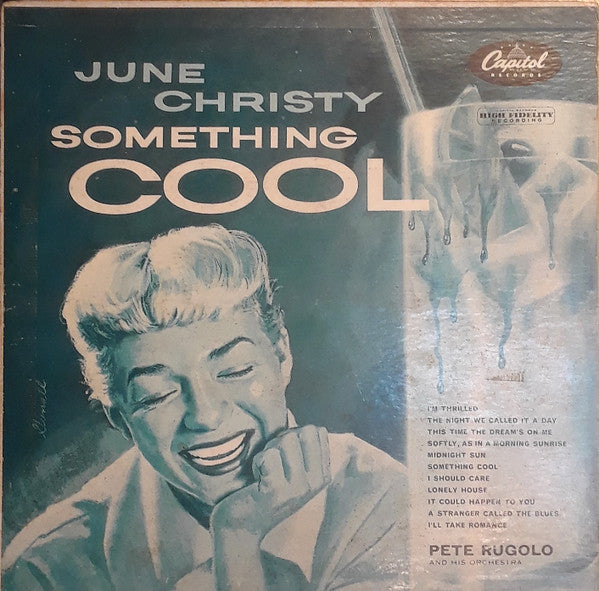 JUNE
CHRISTY
SOMETHING
COOL
Capitol
RECORDS
HIGH FIDELITY
RECORDING
I'M THRILLED
THE NIGHT WE CALLED IT A DAY
THIS TIME THE DREAM'S ON ME
SOFTLY, AS IN A MORNING SUNRISE
MIDNIGHT SUN
SOMETHING COOL
I SHOULD CARE
LONELY HOUSE
IT COULD HAPPEN TO YOU
A STRANGER CALLED THE BLUES
I'LL TAKE ROMANCE
PETE RUGOLO
AND HIS ORCHESTRA